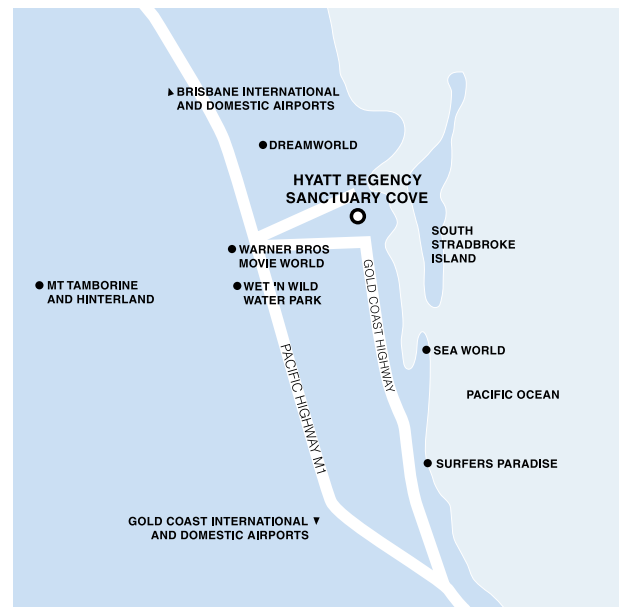 BRISBANE INTERNATIONAL
AND DOMESTIC AIRPORTS
DREAMWORLD
HYATT REGENCY
SANCTUARY COVE
SOUTH
STRADBROKE
ISLAND
WARNER BROS
MOVIE WORLD
MT TAMBORINE
AND HINTERLAND
WET 'N WILD
WATER PARK
GOLD COAST HIGHWAY
PACIFIC HIGHWAY M1
SEA WORLD
PACIFIC OCEAN
SURFERS PARADISE
GOLD COAST INTERNATIONAL
AND DOMESTIC AIRPORTS